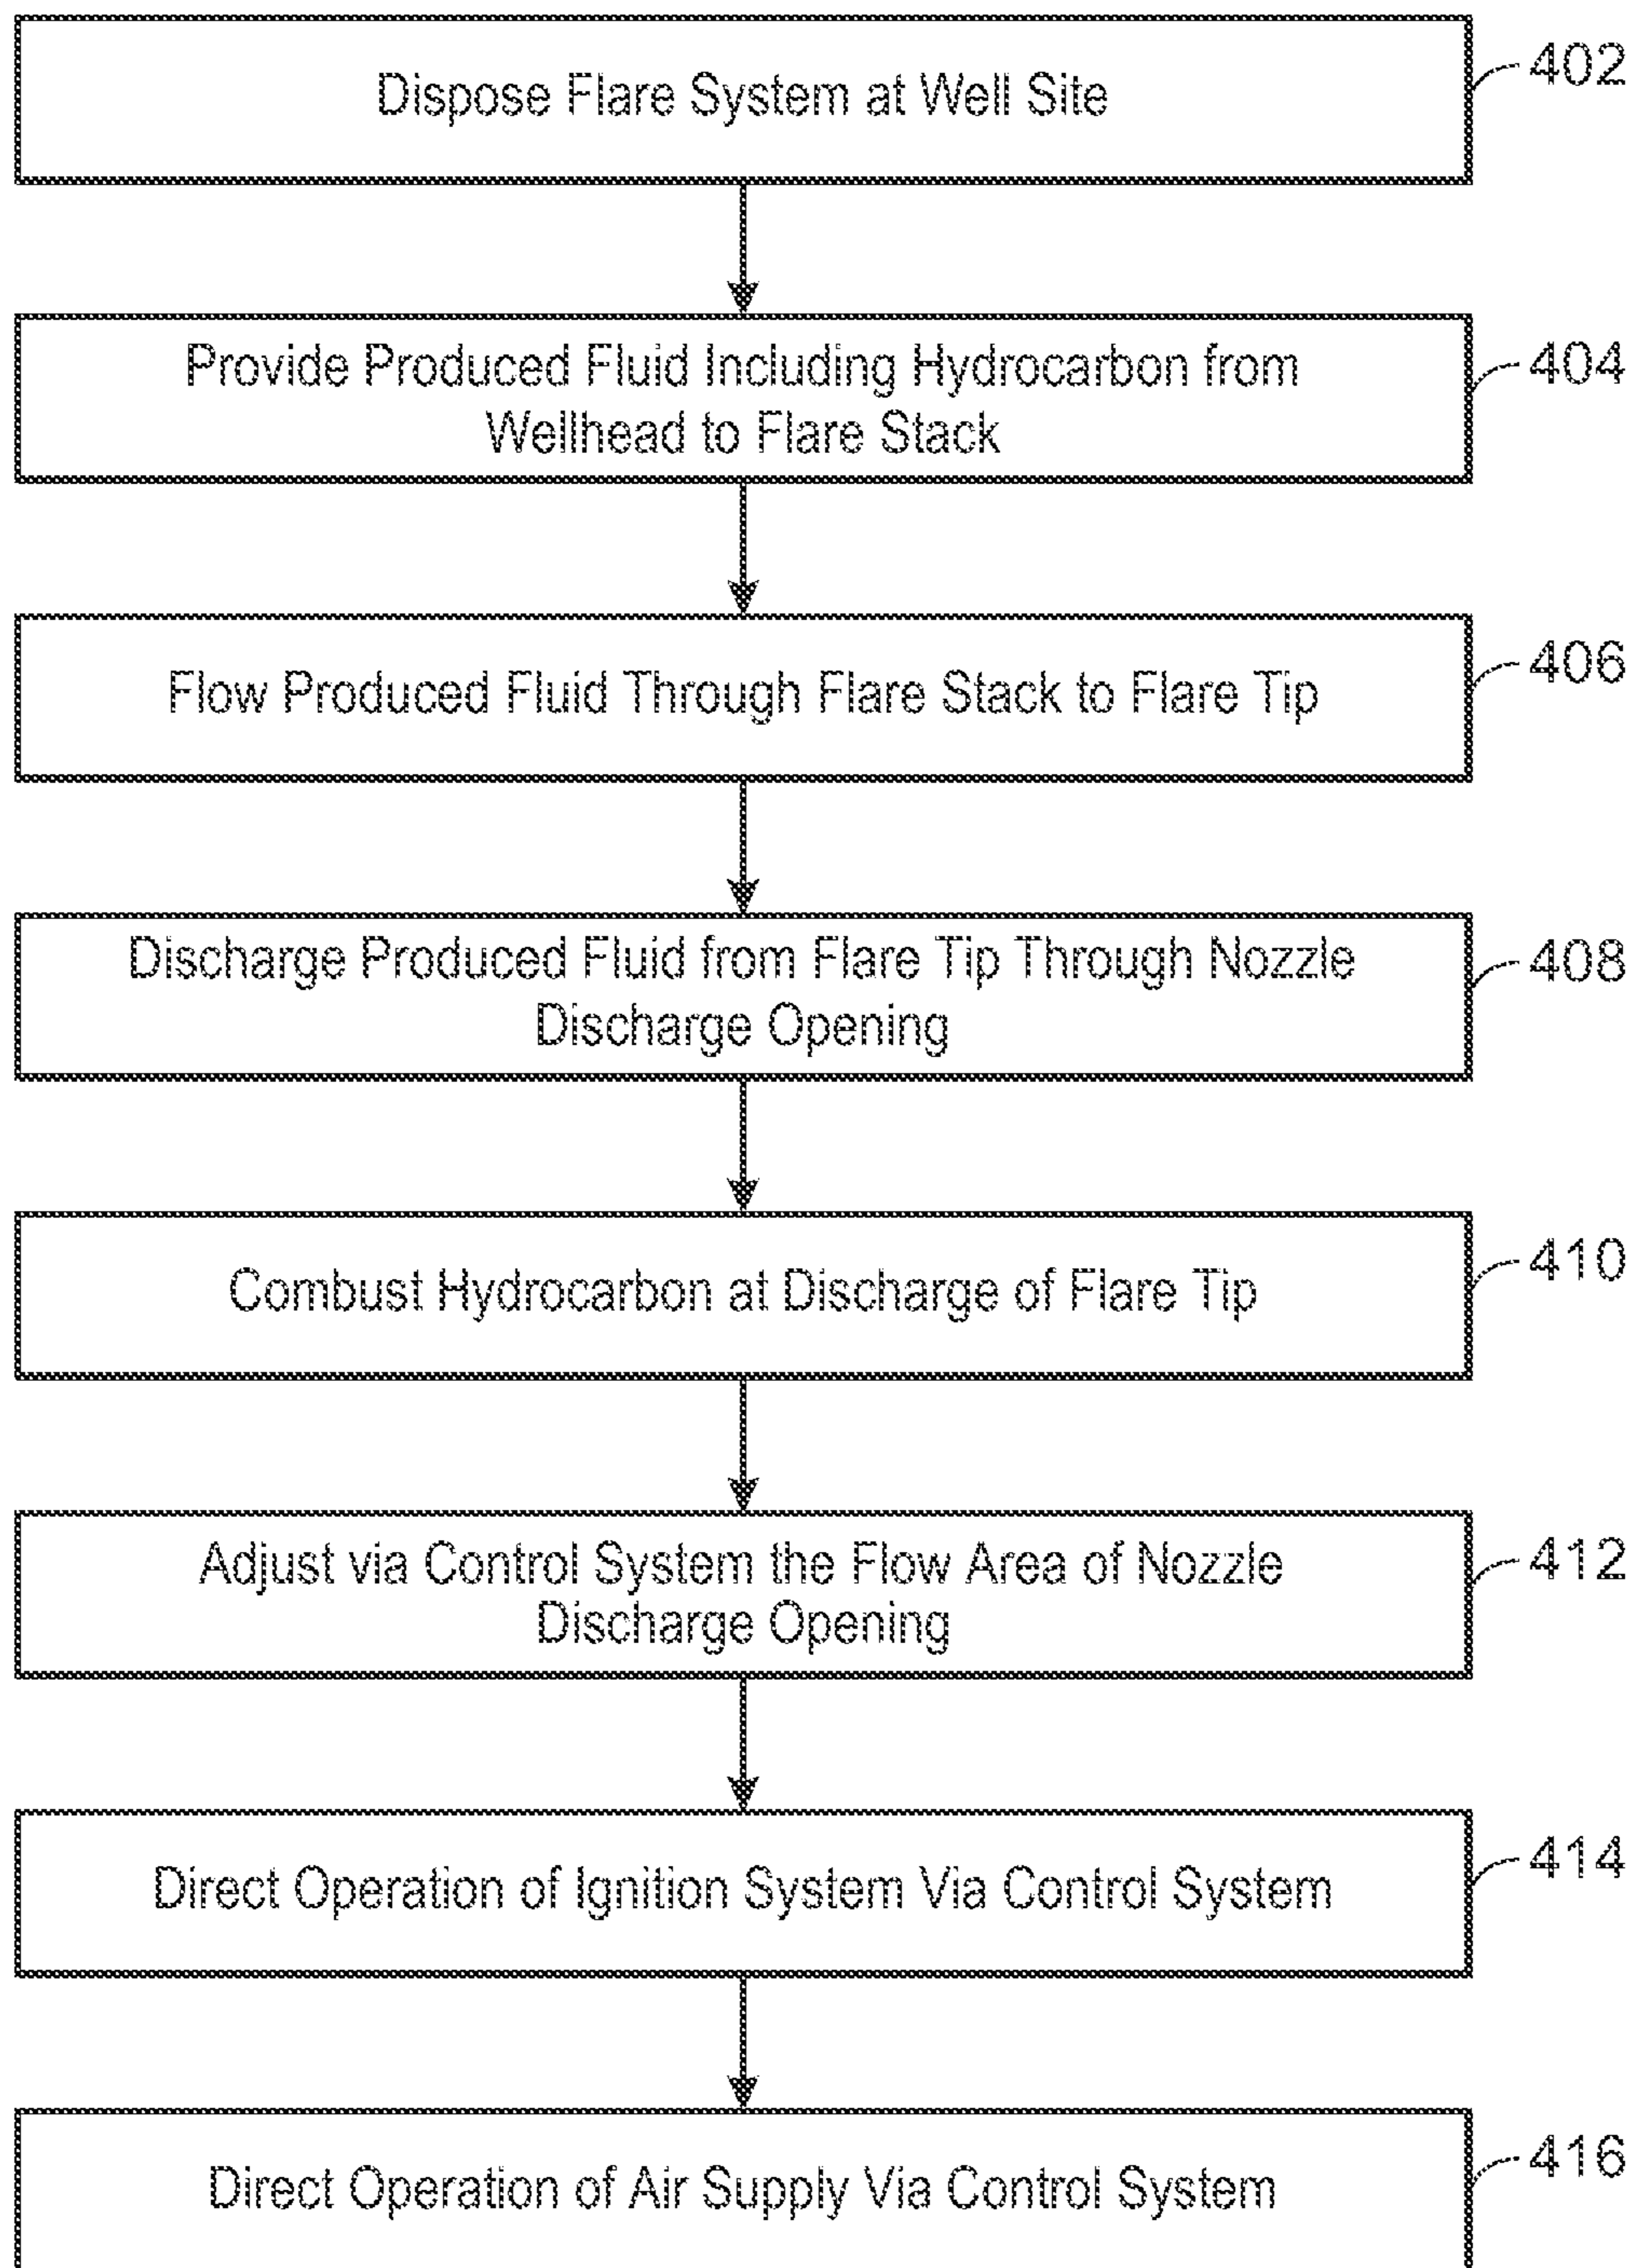 Dispose Flare System at Well Site
402
Provide Produced Fluid Including Hydrocarbon from
Wellhead to Flare Stack
404
Flow Produced Fluid Through Flare Stack to Flare Tip
406
Discharge Produced Fluid from Flare Tip Through Nozzle
Discharge Opening
408
Combust Hydrocarbon at Discharge of Flare Tip
410
Adjust via Control System the Flow Area of Nozzle
Discharge Opening
412
Direct Operation of Ignition System Via Control System
414
Direct Operation of Air Supply Via Control System
416